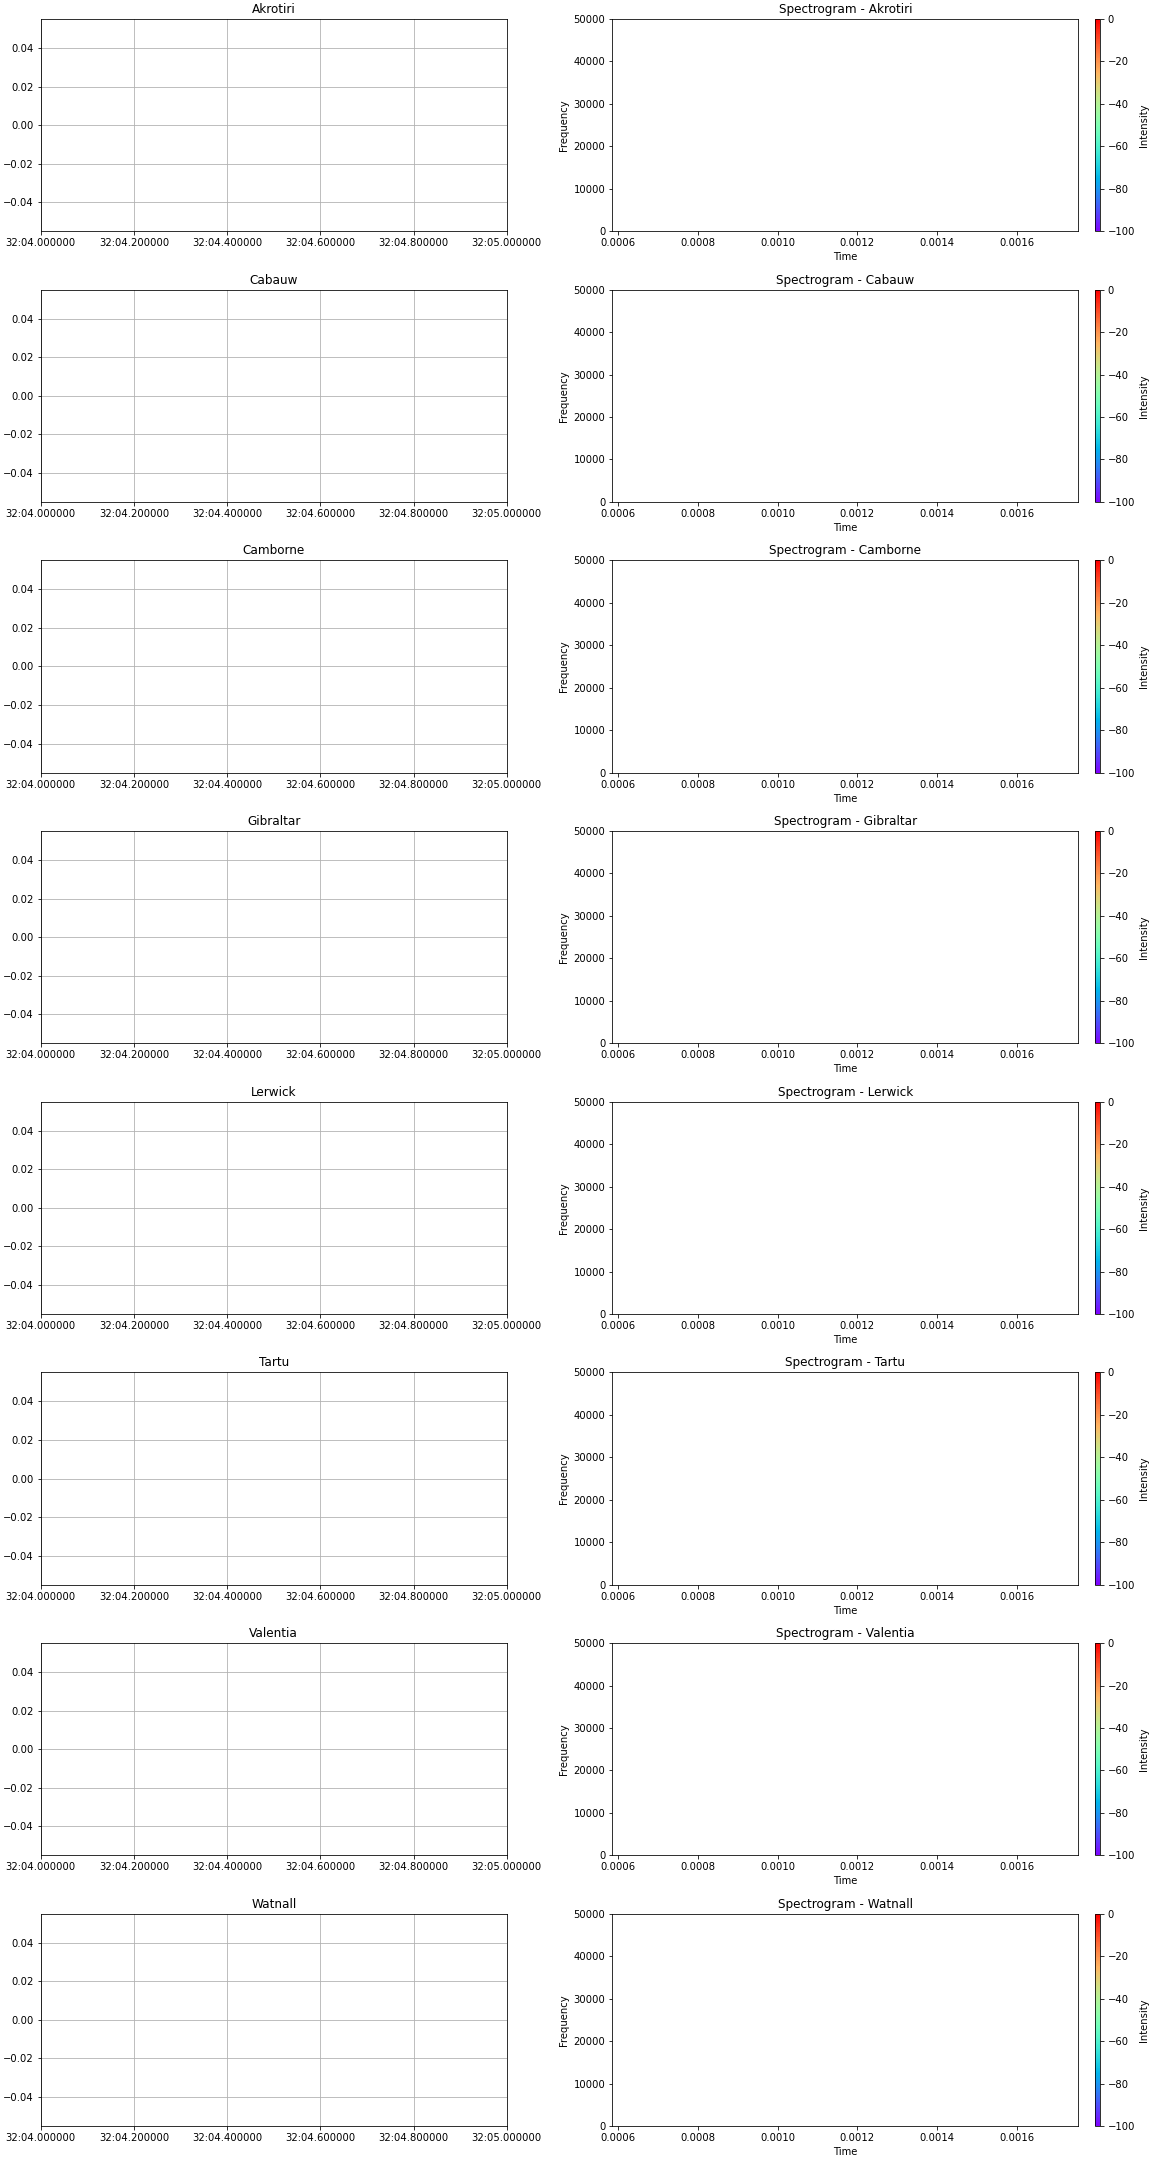 Akrotiri
0.04
0.02
0.00
−0.02
−0.04
32:04.000000 32:04.200000 32:04.400000 32:04.600000 32:04.800000 32:05.000000
Spectrogram - Akrotiri
Frequency
50000
40000
30000
20000
10000
0
0.0006 0.0008 0.0010 0.0012 0.0014 0.0016
Time
0
−20
−40
−60
−80
−100
Intensity
Cabauw
0.04
0.02
0.00
−0.02
−0.04
32:04.000000 32:04.200000 32:04.400000 32:04.600000 32:04.800000 32:05.000000
Spectrogram - Cabauw
Frequency
50000
40000
30000
20000
10000
0
0.0006 0.0008 0.0010 0.0012 0.0014 0.0016
Time
0
−20
−40
−60
−80
−100
Intensity
Camborne
0.04
0.02
0.00
−0.02
−0.04
32:04.000000 32:04.200000 32:04.400000 32:04.600000 32:04.800000 32:05.000000
Spectrogram - Camborne
Frequency
50000
40000
30000
20000
10000
0
0.0006 0.0008 0.0010 0.0012 0.0014 0.0016
Time
0
−20
−40
−60
−80
−100
Intensity
Gibraltar
0.04
0.02
0.00
−0.02
−0.04
32:04.000000 32:04.200000 32:04.400000 32:04.600000 32:04.800000 32:05.000000
Spectrogram - Gibraltar
Frequency
50000
40000
30000
20000
10000
0
0.0006 0.0008 0.0010 0.0012 0.0014 0.0016
Time
0
−20
−40
−60
−80
−100
Intensity
Lerwick
0.04
0.02
0.00
−0.02
−0.04
32:04.000000 32:04.200000 32:04.400000 32:04.600000 32:04.800000 32:05.000000
Spectrogram - Lerwick
Frequency
50000
40000
30000
20000
10000
0
0.0006 0.0008 0.0010 0.0012 0.0014 0.0016
Time
0
−20
−40
−60
−80
−100
Intensity
Tartu
0.04
0.02
0.00
−0.02
−0.04
32:04.000000 32:04.200000 32:04.400000 32:04.600000 32:04.800000 32:05.000000
Spectrogram - Tartu
Frequency
50000
40000
30000
20000
10000
0
0.0006 0.0008 0.0010 0.0012 0.0014 0.0016
Time
0
−20
−40
−60
−80
−100
Intensity
Valentia
0.04
0.02
0.00
−0.02
−0.04
32:04.000000 32:04.200000 32:04.400000 32:04.600000 32:04.800000 32:05.000000
Spectrogram - Valentia
Frequency
50000
40000
30000
20000
10000
0
0.0006 0.0008 0.0010 0.0012 0.0014 0.0016
Time
0
−20
−40
−60
−80
−100
Intensity
Watnall
0.04
0.02
0.00
−0.02
−0.04
32:04.000000 32:04.200000 32:04.400000 32:04.600000 32:04.800000 32:05.000000
Spectrogram - Watnall
Frequency
50000
40000
30000
20000
10000
0
0.0006 0.0008 0.0010 0.0012 0.0014 0.0016
Time
0
−20
−40
−60
−80
−100
Intensity